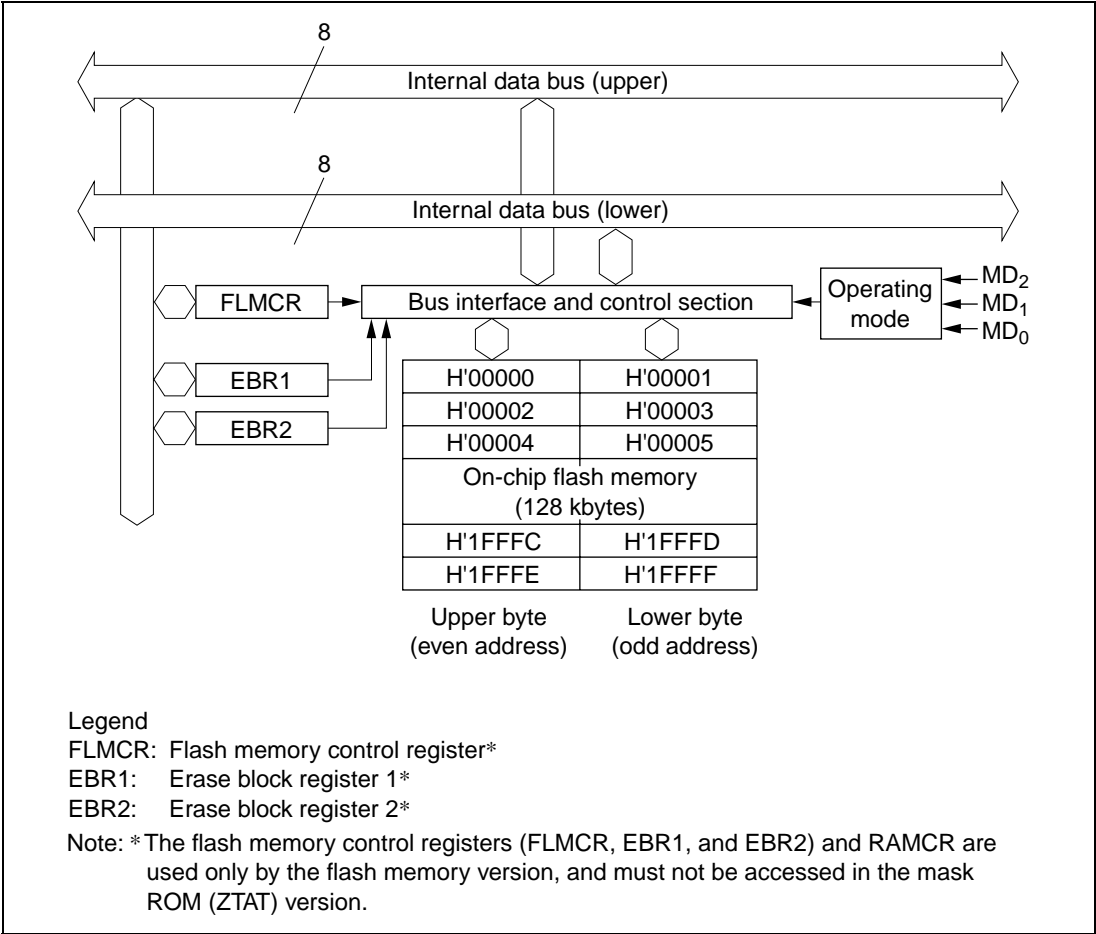 8
Internal data bus (upper)
8
Internal data bus (lower)
FLMCR
Bus interface and control section
Operating
mode
MD2
MD1
MD0
EBR1
EBR2
H'00000 H'00001
H'00002 H'00003
H'00004 H'00005
On-chip flash memory
(128 kbytes)
H'1FFFC H'1FFFD
H'1FFFE H'1FFFF
Upper byte
(even address)
Lower byte
(odd address)
Legend
FLMCR: Flash memory control register*
EBR1: Erase block register 1*
EBR2: Erase block register 2*
Note: * The flash memory control registers (FLMCR, EBR1, and EBR2) and RAMCR are
used only by the flash memory version, and must not be accessed in the mask
ROM (ZTAT) version.